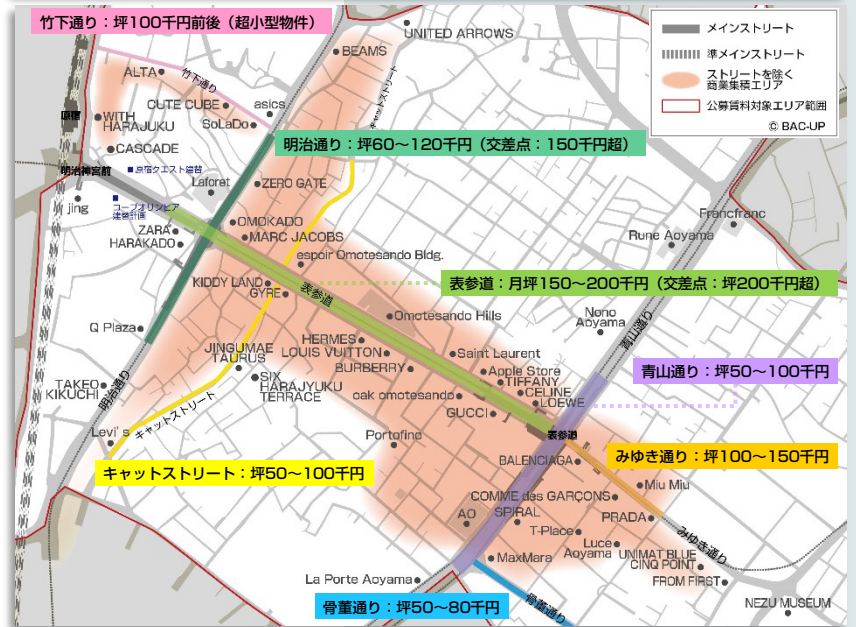 竹下通り：坪100千円前後（超小型物件）
UNITED ARROWS
BEAMS
メインストリート
準メインストリート
ストリートを除く
商業集積エリア
公募賃料対象エリア範囲
© BAC-UP
ALTA
竹下通り
キャットストリート
原宿
CUTE CUBE
asics
SoLaDo
WITH
HARAJUKU
CASCADE
明治通り：坪60～120千円（交差点：150千円超）
明治神宮前
原宿クエスト建替
Laforet
ZERO GATE
jing
コープオリンピア
建替計画
ZARA
HARAKADO
OMOKADO
MARC JACOBS
Francfranc
Rune Aoyama
espoir Omotesando Bldg.
KIDDY LAND
GYRE
表参道
表参道：月坪150～200千円（交差点：坪200千円超）
Omotesando Hills
Nono
Aoyama
青山通り
Q Plaza
HERMES
LOUIS VUITTON
BURBERRY
JINGUMAE
TAURUS
Saint Laurent
Apple Store
TIFFANY
CELINE
LOEWE
青山通り：坪50～100千円
TAKEO
KIKUCHI
明治通り
SIX
HARAJYUKU
TERRACE
oak omotesando
GUCCI
キャットストリート
Levi's
Portofino
表参道
BALENCIAGA
みゆき通り：坪100～150千円
キャットストリート：坪50～100千円
Miu Miu
COMME des GARÇONS
AO
SPIRAL
PRADA
T-Place
Luce
Aoyama
みゆき通り
MaxMara
UNIMAT BLUE
CINQ POINT
FROM FIRST
La Porte Aoyama
骨董通り：坪50～80千円
骨董通り
NEZU MUSEUM